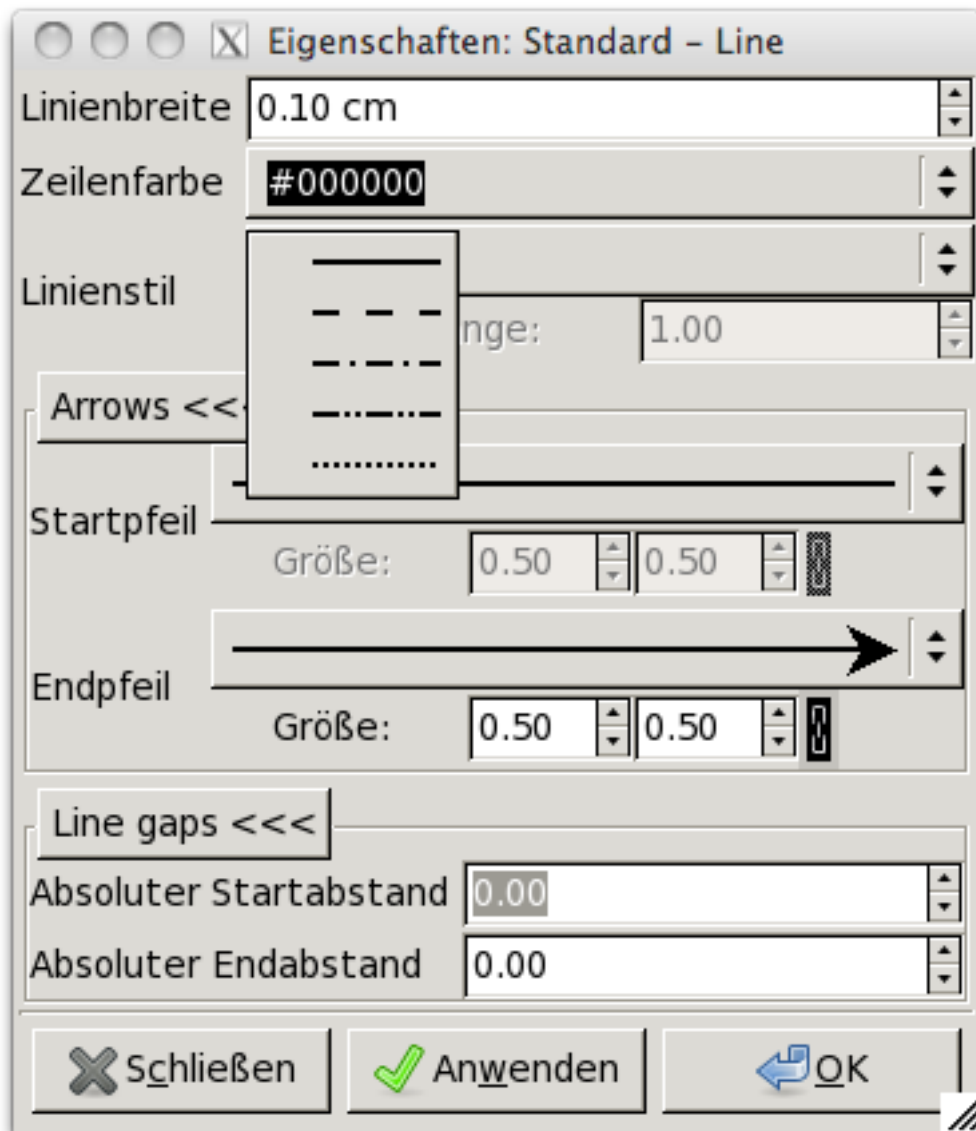 Eigenschaften: Standard – Line
Linienbreite 0.10 cm
Zeilenfarbe #000000
Linienstil
nge: 1.00
Arrows <<<
Startpfeil
Größe: 0.50 0.50
Endpfeil
Größe: 0.50 0.50
Line gaps <<<
Absoluter Startabstand 0.00
Absoluter Endabstand 0.00
Schließen Anwenden OK